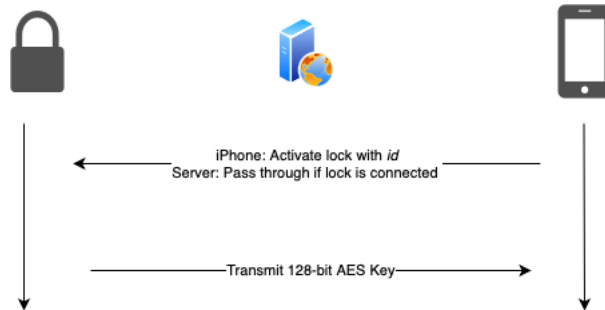 iPhone: Activate lock with id
Server: Pass through if lock is connected
Transmit 128-bit AES Key